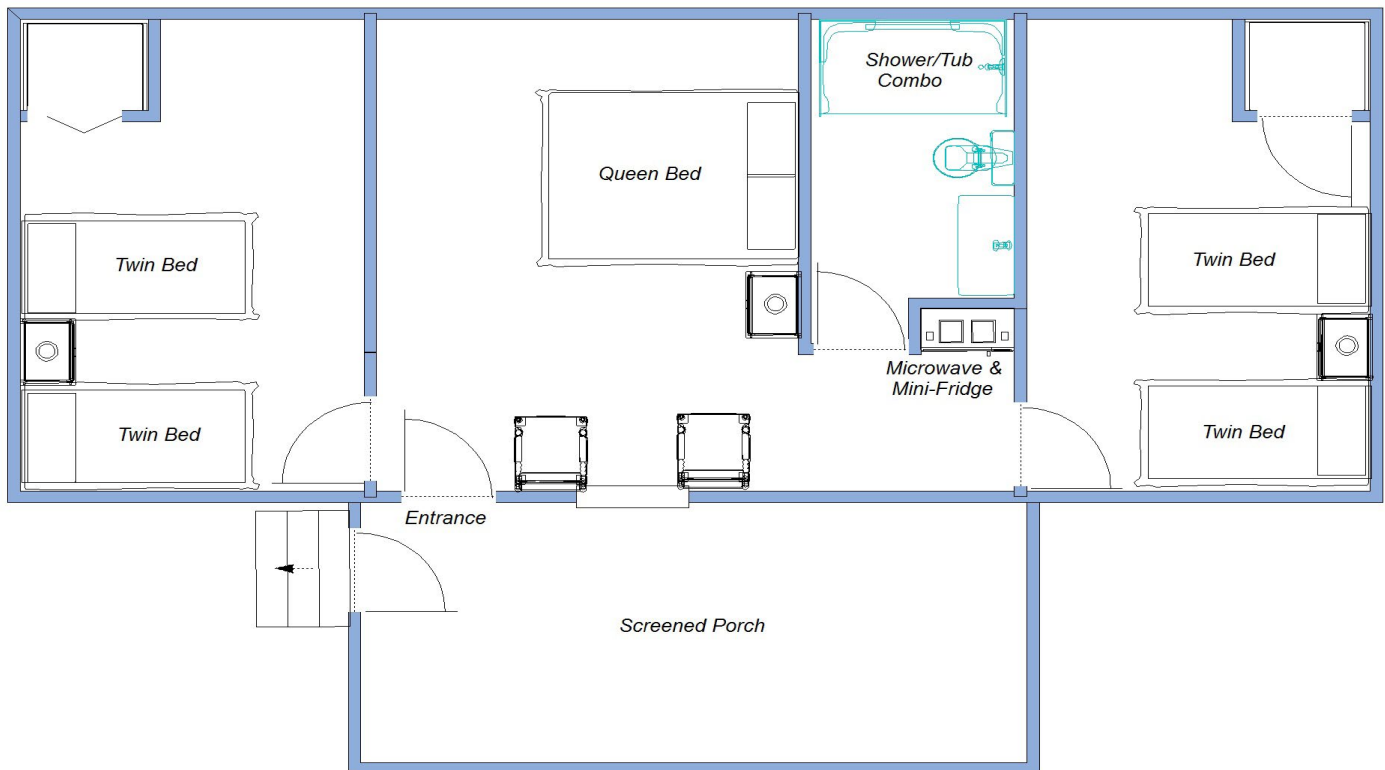 Shower/Tub
Combo
Queen Bed
Twin Bed
Twin Bed
Microwave &
Mini-Fridge
Twin Bed
Twin Bed
Entrance
Screened Porch